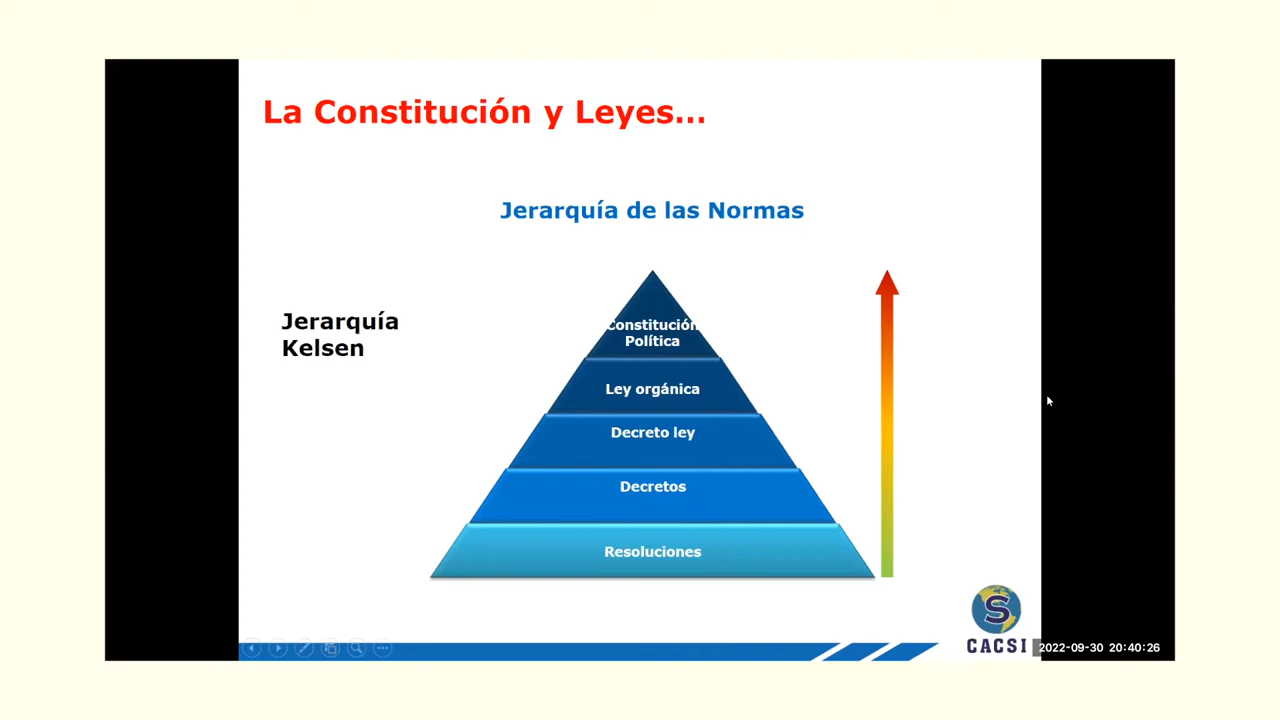 La Constitución y Leyes...
Jerarquía de las Normas
Jerarquía
Kelsen
Constitución
Política
Ley orgánica
Decreto ley
Decretos
Resoluciones
S
CACSI
2022-09-30 20:40:26